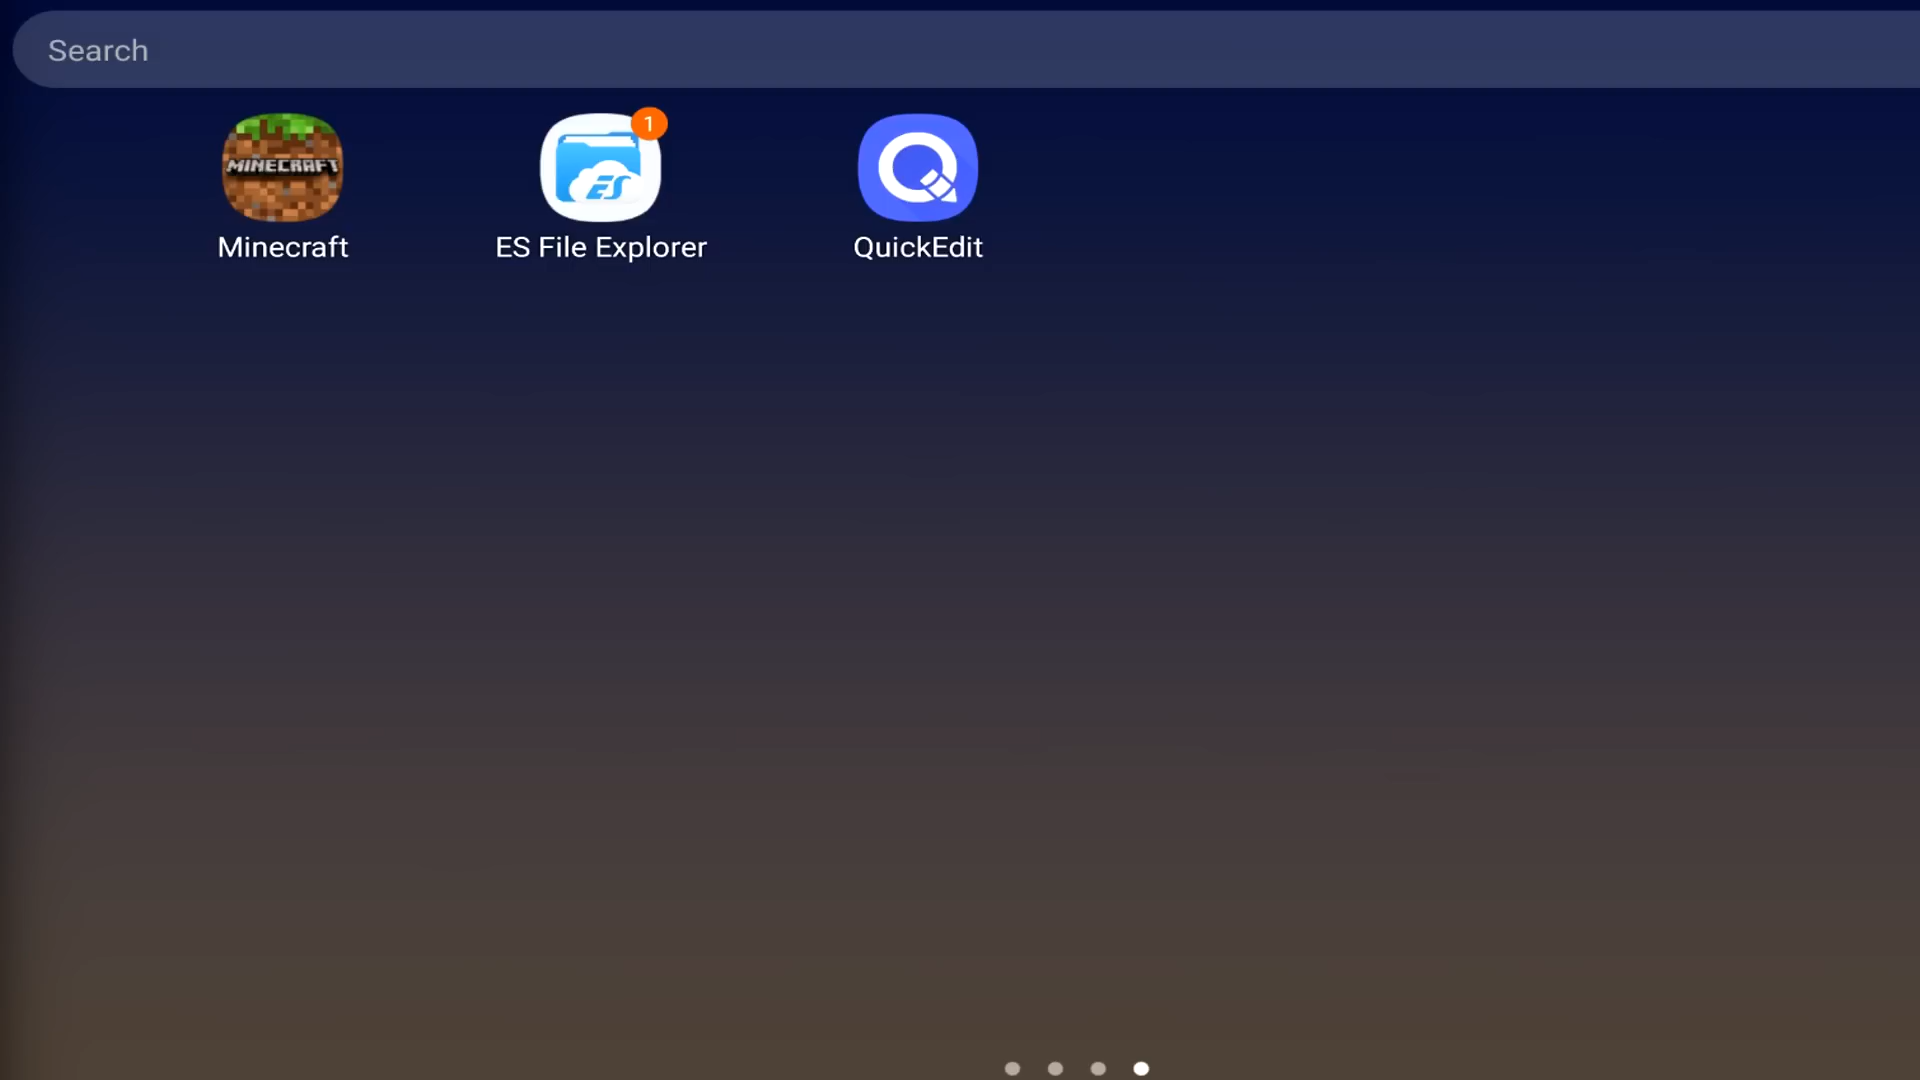 Search
MINECRAFT
ES
1
Minecraft
ES File Explorer
QuickEdit